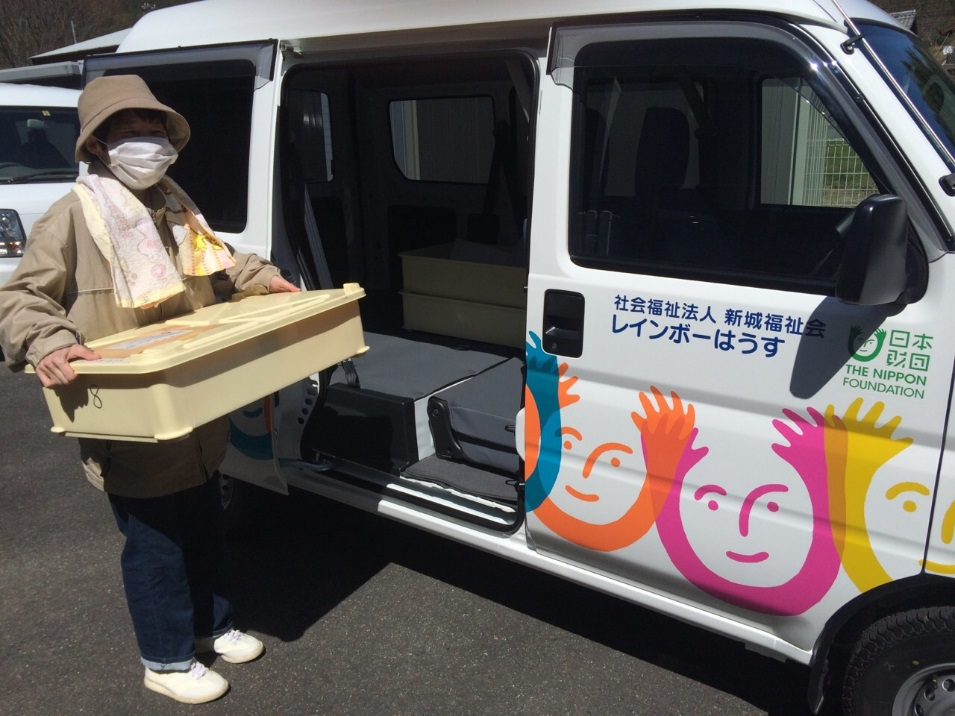 社会福祉法人 新城福祉会
レインボーはうす
日本
財団
THE NIPPON
FOUNDATION
8